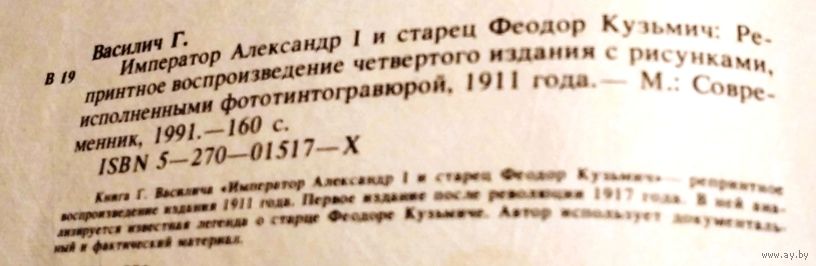 Василич Г.
В 19 Император Александр I и старец Феодор Кузьмич: Ре-
принтное воспроизведение четвертого издания с рисунками,
исполненными фототинтогравюрой, 1911 года.— М.: Совре-
менник, 1991.—160 с.
ISBN 5—270—01517—X
Книга Г. Василича «Император Александр I и старец Феодор Кузьмич»— репринтное
воспроизведение издания 1911 года. Первое издание после революции 1917 года. В ней ана-
лизируется известная легенда о старце Феодоре Кузьмиче. Автор использует документаль-
ный и фактический материал.
www.ay.by